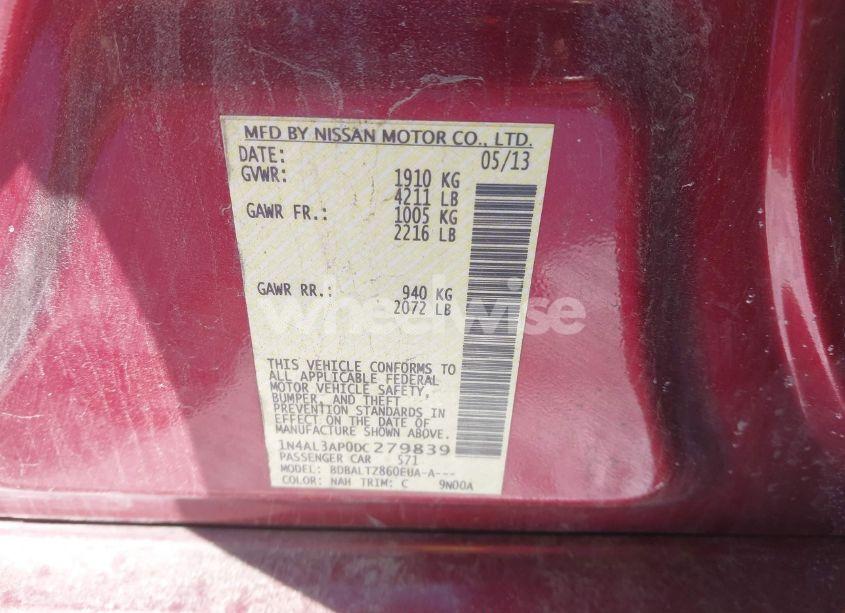 MFD BY NISSAN MOTOR CO., LTD.
DATE: 05/13
GVWR: 1910 KG
4211 LB
GAWR FR.: 1005 KG
2216 LB
GAWR RR.: 940 KG
2072 LB
wheelwise
THIS VEHICLE CONFORMS TO
ALL APPLICABLE FEDERAL
MOTOR VEHICLE SAFETY,
BUMPER, AND THEFT
PREVENTION STANDARDS IN
EFFECT ON THE DATE OF
MANUFACTURE SHOWN ABOVE.
1N4AL3AP0DC279839
PASSENGER CAR 571
MODEL: BDBALTZ860EUA-A---
COLOR: NAH TRIM: C 9N00A